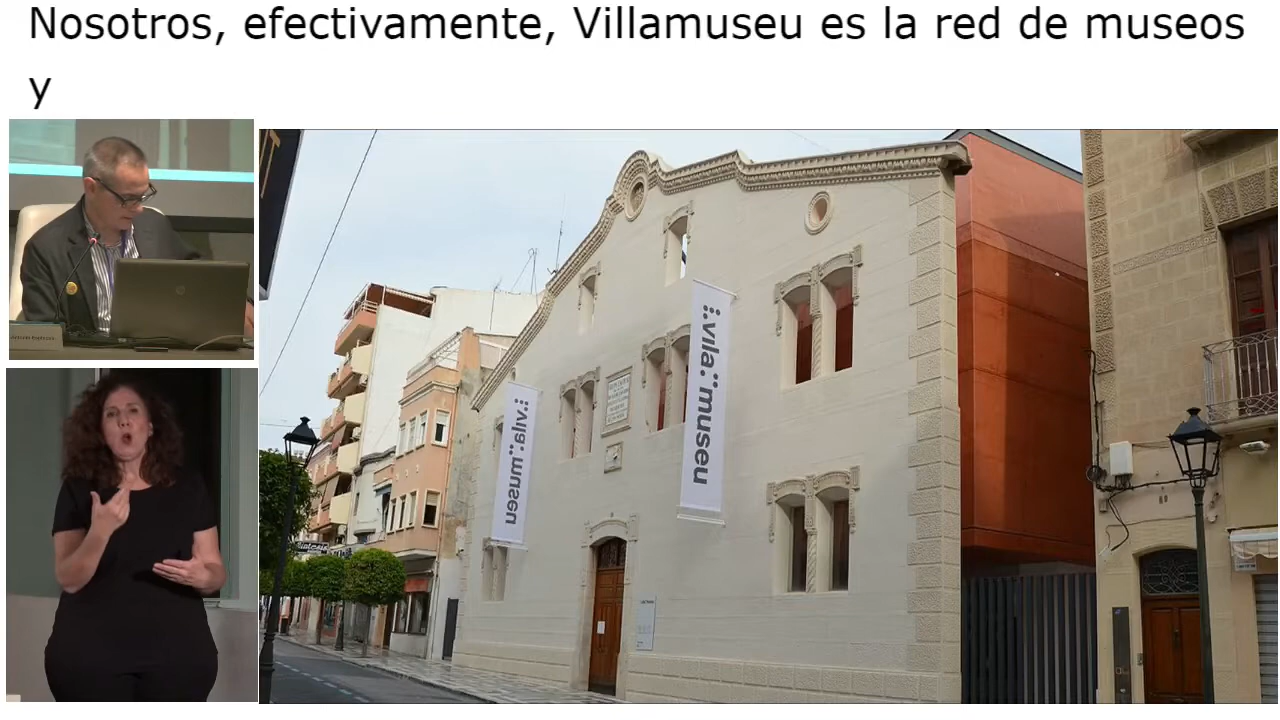 Nosotros, efectivamente, Villamuseu es la red de museos
y
:.vila:museu
:.vila:museu